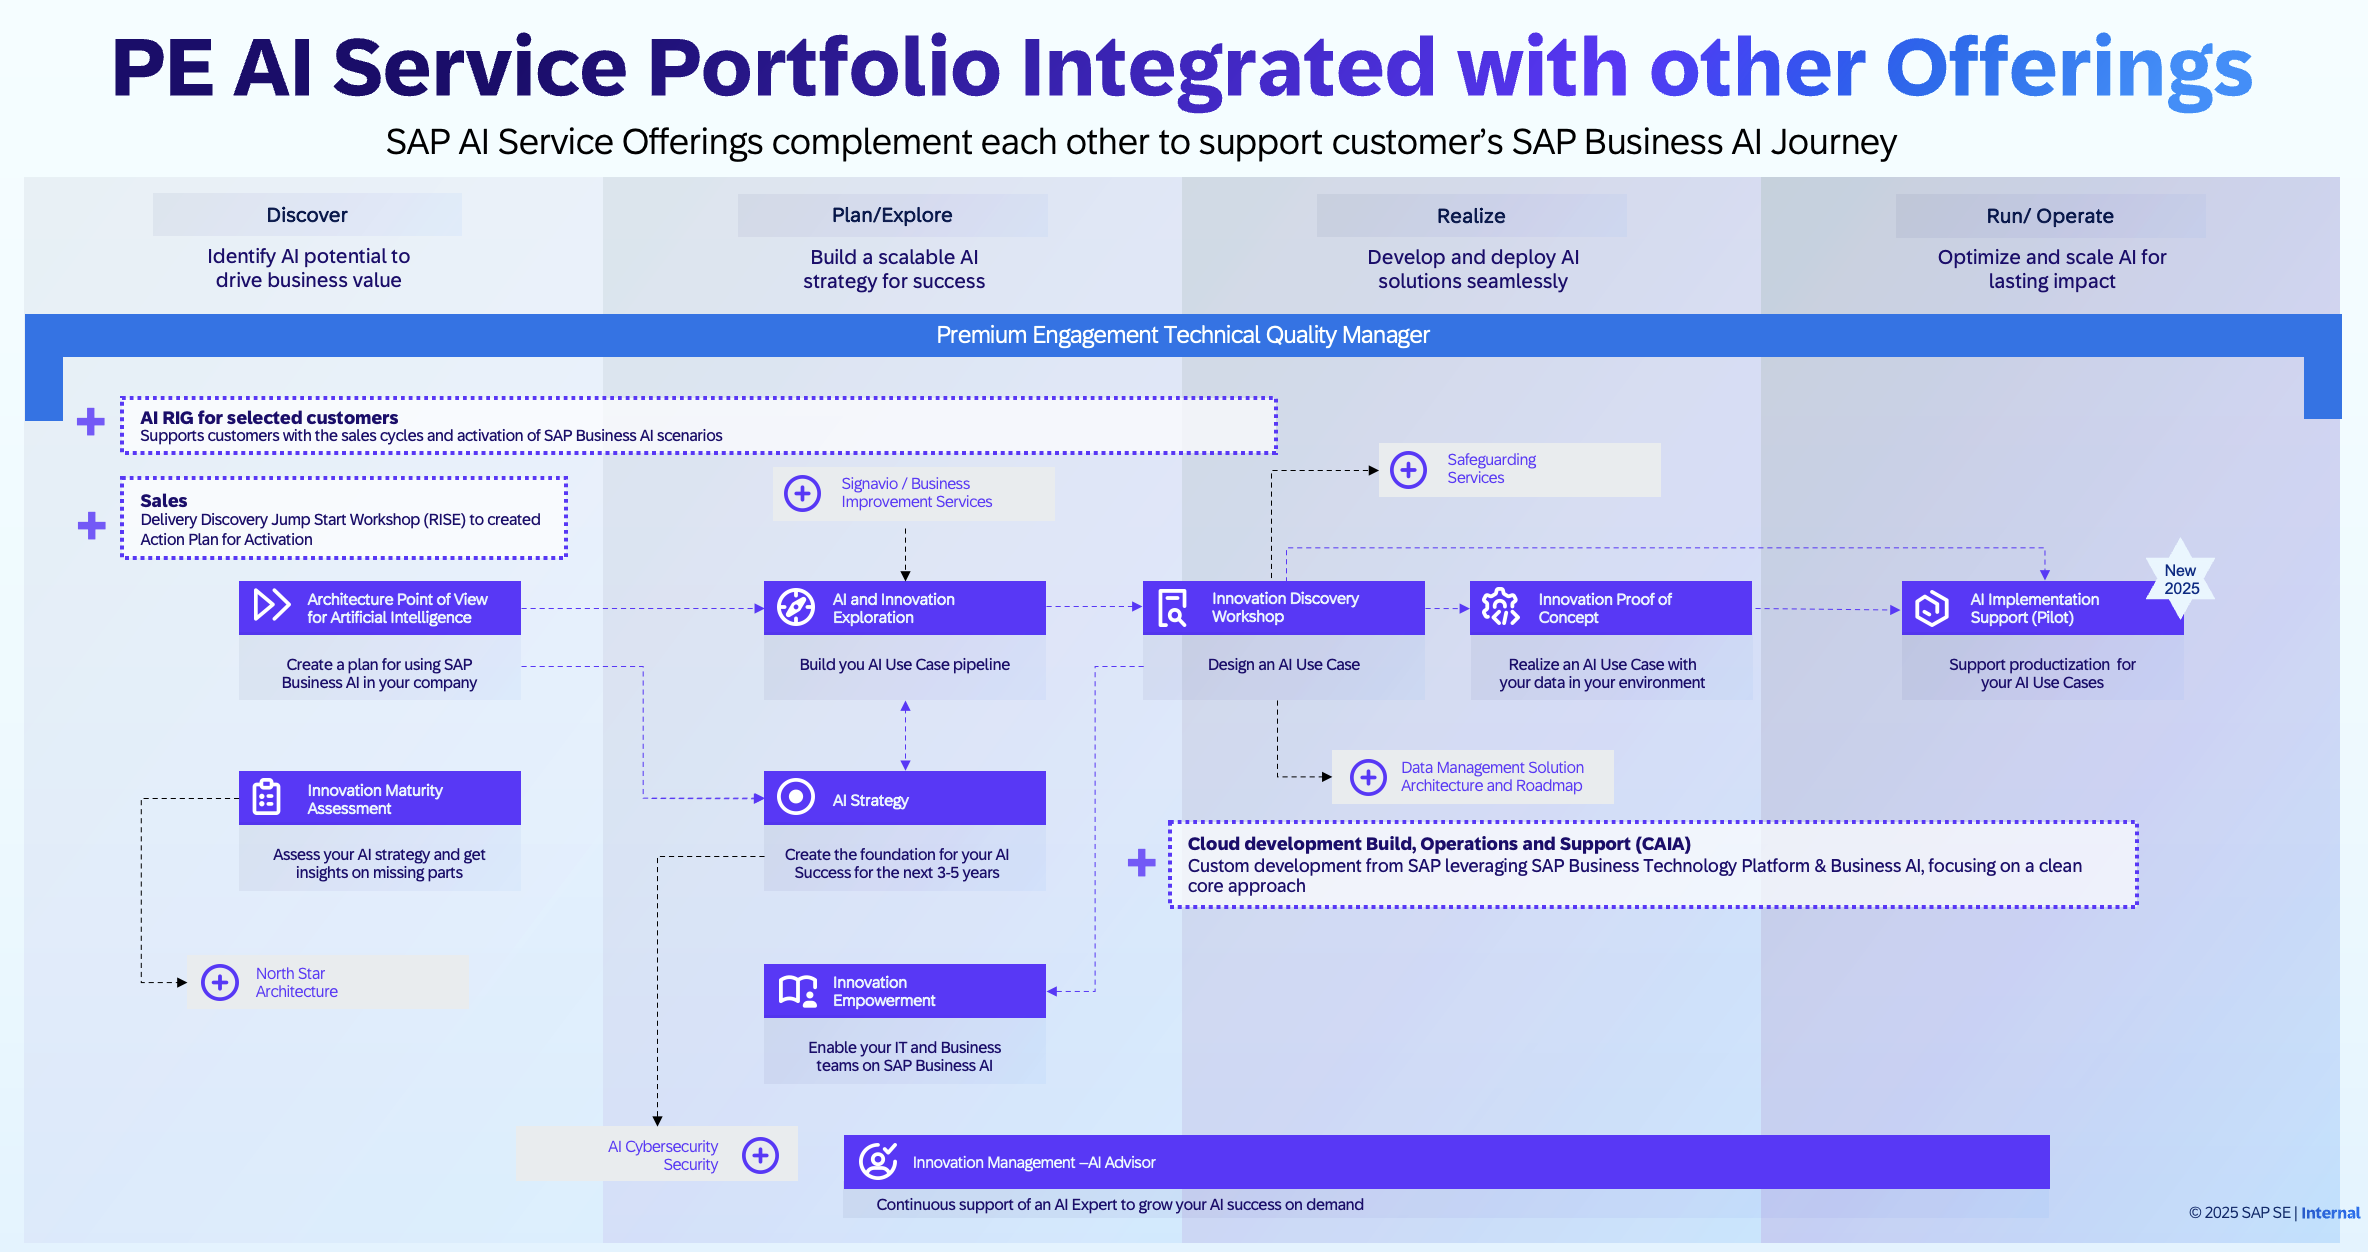 PE AI Service Portfolio Integrated with other Offerings
SAP AI Service Offerings complement each other to support customer's SAP Business AI Journey
Discover
Identify AI potential to
drive business value
Plan/Explore
Build a scalable AI
strategy for success
Realize
Develop and deploy AI
solutions seamlessly
Run/ Operate
Optimize and scale AI for
lasting impact
Premium Engagement Technical Quality Manager
AI RIG for selected customers
Supports customers with the sales cycles and activation of SAP Business AI scenarios
Sales
Delivery Discovery Jump Start Workshop (RISE) to created
Action Plan for Activation
Signavio / Business
Improvement Services
Safeguarding
Services
New
2025
Architecture Point of View
for Artificial Intelligence
Create a plan for using SAP
Business AI in your company
AI and Innovation
Exploration
Build you AI Use Case pipeline
Innovation Discovery
Workshop
Design an AI Use Case
Innovation Proof of
Concept
Realize an AI Use Case with
your data in your environment
AI Implementation
Support (Pilot)
Support productization for
your AI Use Cases
Innovation Maturity
Assessment
Assess your AI strategy and get
insights on missing parts
AI Strategy
Create the foundation for your AI
Success for the next 3-5 years
Data Management Solution
Architecture and Roadmap
Cloud development Build, Operations and Support (CAIA)
Custom development from SAP leveraging SAP Business Technology Platform & Business AI, focusing on a clean
core approach
North Star
Architecture
Innovation
Empowerment
Enable your IT and Business
teams on SAP Business AI
AI Cybersecurity
Security
Innovation Management –AI Advisor
Continuous support of an AI Expert to grow your AI success on demand
© 2025 SAP SE | Internal